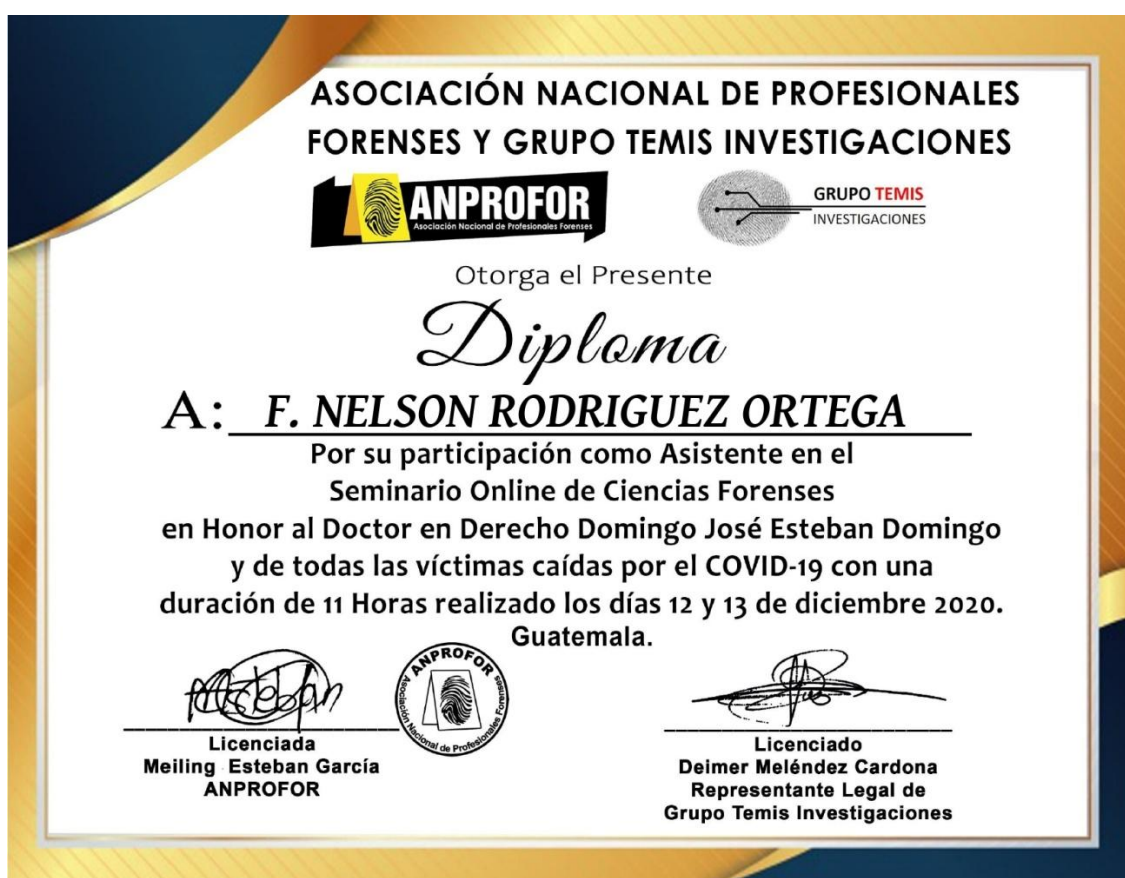 ASOCIACIÓN NACIONAL DE PROFESIONALES
FORENSES Y GRUPO TEMIS INVESTIGACIONES
ANPROFOR
Asociación Nacional de Profesionales Forenses
GRUPO TEMIS
INVESTIGACIONES
Otorga el Presente
Diploma
A: F. NELSON RODRIGUEZ ORTEGA
Por su participación como Asistente en el
Seminario Online de Ciencias Forenses
en Honor al Doctor en Derecho Domingo José Esteban Domingo
y de todas las víctimas caídas por el COVID-19 con una
duración de 11 Horas realizado los días 12 y 13 de diciembre 2020.
Guatemala.
MEsteban
ANPROFOR
Asociación Nacional de Profesionales Forenses
Licenciada
Meiling Esteban García
ANPROFOR
Licenciado
Deimer Meléndez Cardona
Representante Legal de
Grupo Temis Investigaciones